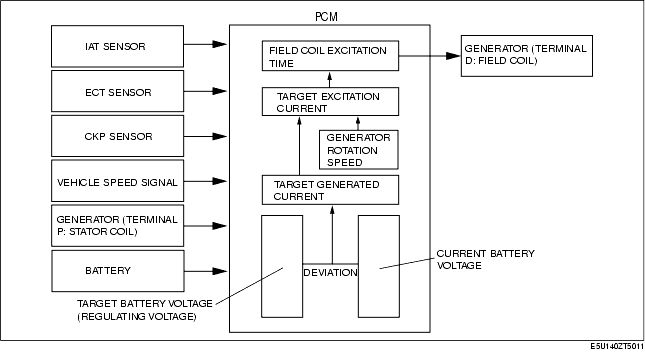 PCM
IAT SENSOR
ECT SENSOR
CKP SENSOR
VEHICLE SPEED SIGNAL
GENERATOR (TERMINAL
P: STATOR COIL)
BATTERY
FIELD COIL EXCITATION
TIME
TARGET EXCITATION
CURRENT
GENERATOR
ROTATION
SPEED
TARGET GENERATED
CURRENT
DEVIATION
GENERATOR (TERMINAL
D: FIELD COIL)
CURRENT BATTERY
VOLTAGE
TARGET BATTERY VOLTAGE
(REGULATING VOLTAGE)
E5U140ZT5011